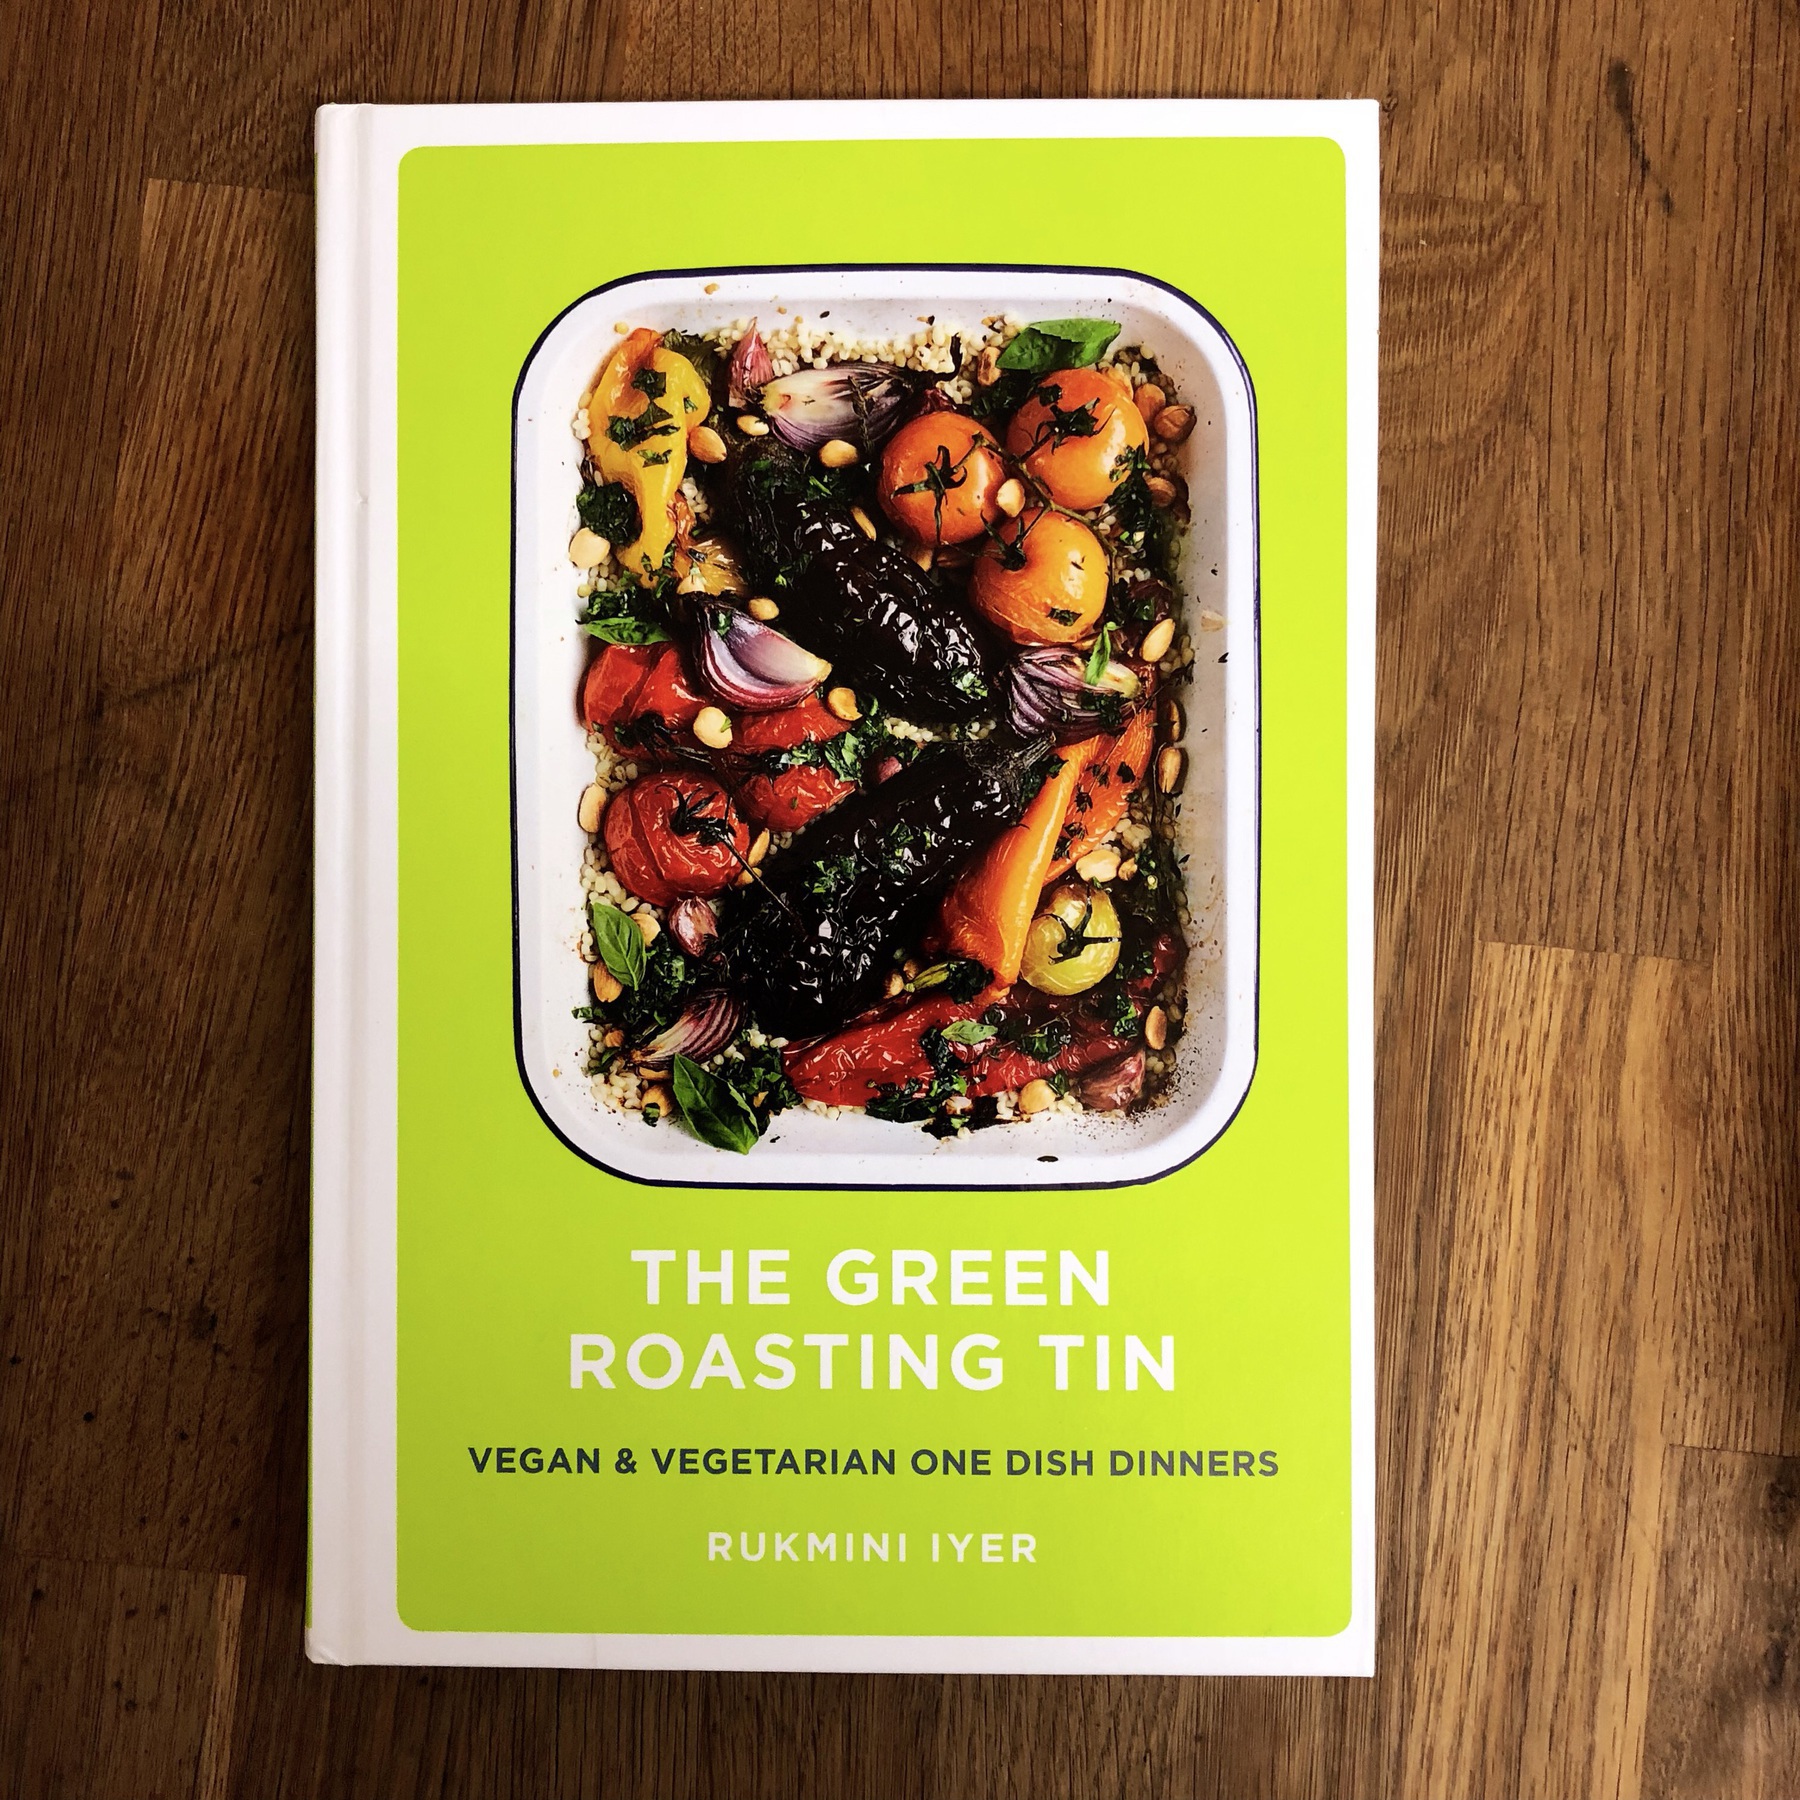 THE GREEN
ROASTING TIN
VEGAN & VEGETARIAN ONE DISH DINNERS
RUKMINI IYER